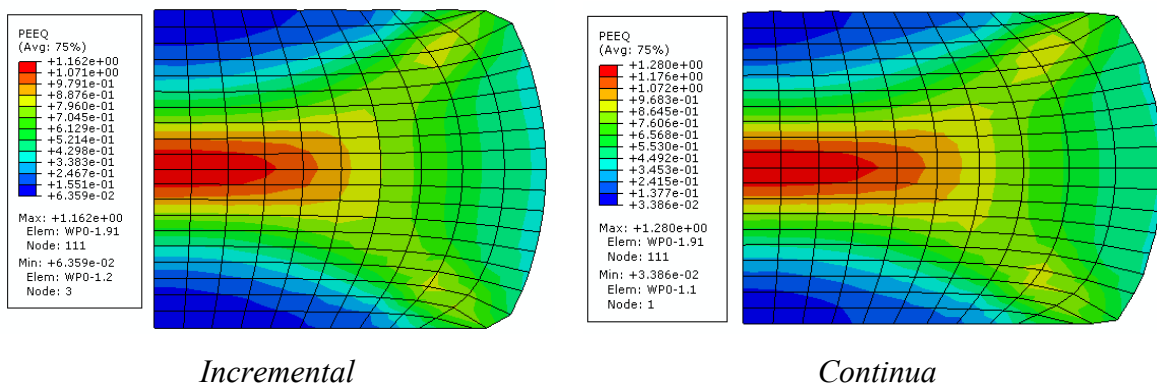 PEEQ
(Avg: 75%)
+1.162e+00
+1.071e+00
+9.791e-01
+8.876e-01
+7.960e-01
+7.045e-01
+6.129e-01
+5.214e-01
+4.298e-01
+3.383e-01
+2.467e-01
+1.551e-01
+6.359e-02
Max: +1.162e+00
Elem: WP0-1.91
Node: 111
Min: +6.359e-02
Elem: WP0-1.2
Node: 3
PEEQ
(Avg: 75%)
+1.280e+00
+1.176e+00
+1.072e+00
+9.683e-01
+8.645e-01
+7.606e-01
+6.568e-01
+5.530e-01
+4.492e-01
+3.453e-01
+2.415e-01
+1.377e-01
+3.386e-02
Max: +1.280e+00
Elem: WP0-1.91
Node: 111
Min: +3.386e-02
Elem: WP0-1.1
Node: 1
Incremental
Continua